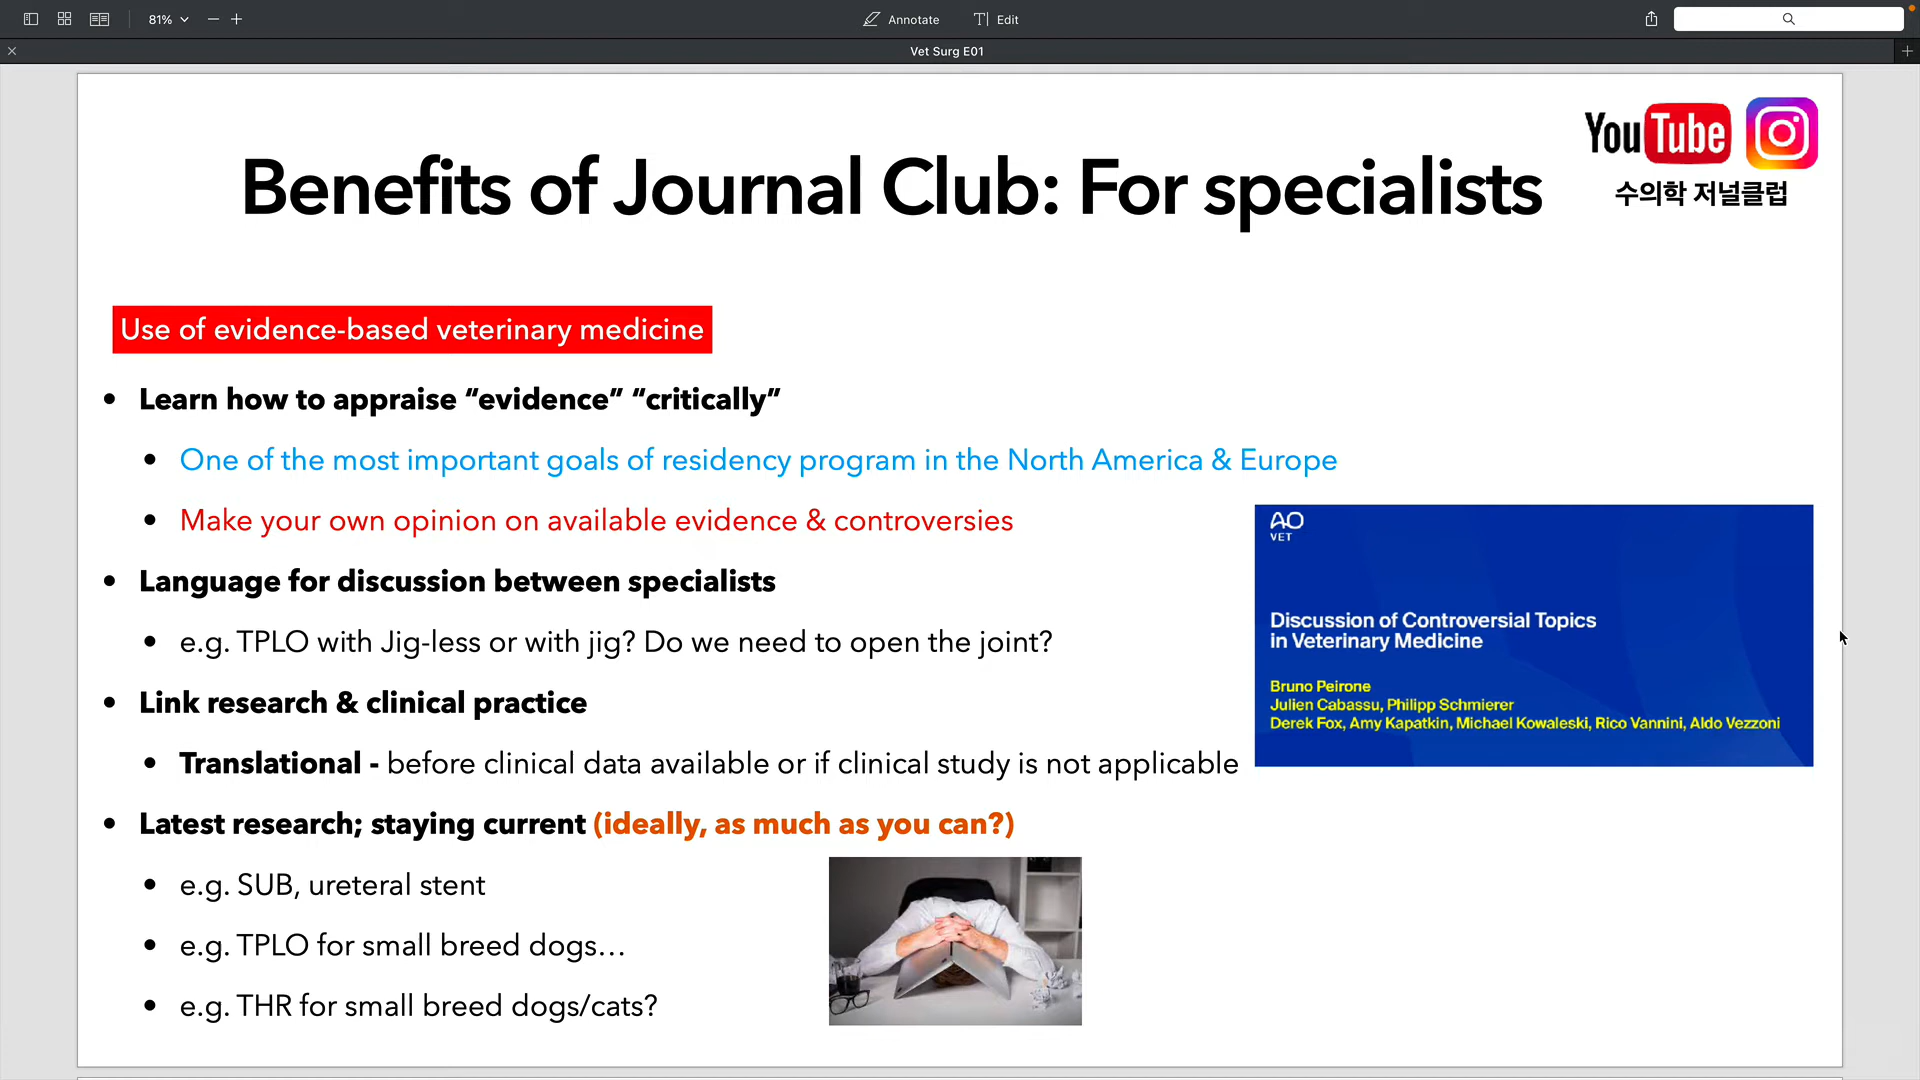 81%
Annotate
Edit
Vet Surg E01
YouTube
수의학 저널클럽
Benefits of Journal Club: For specialists
Use of evidence-based veterinary medicine
• Learn how to appraise “evidence” “critically”
• One of the most important goals of residency program in the North America & Europe
• Make your own opinion on available evidence & controversies
• Language for discussion between specialists
• e.g. TPLO with Jig-less or with jig? Do we need to open the joint?
• Link research & clinical practice
• Translational - before clinical data available or if clinical study is not applicable
• Latest research; staying current (ideally, as much as you can?)
• e.g. SUB, ureteral stent
• e.g. TPLO for small breed dogs…
• e.g. THR for small breed dogs/cats?
AO
VET
Discussion of Controversial Topics
in Veterinary Medicine
Bruno Peirone
Julien Cabassu, Philipp Schmierer
Derek Fox, Amy Kapatkin, Michael Kowaleski, Rico Vannini, Aldo Vezzoni